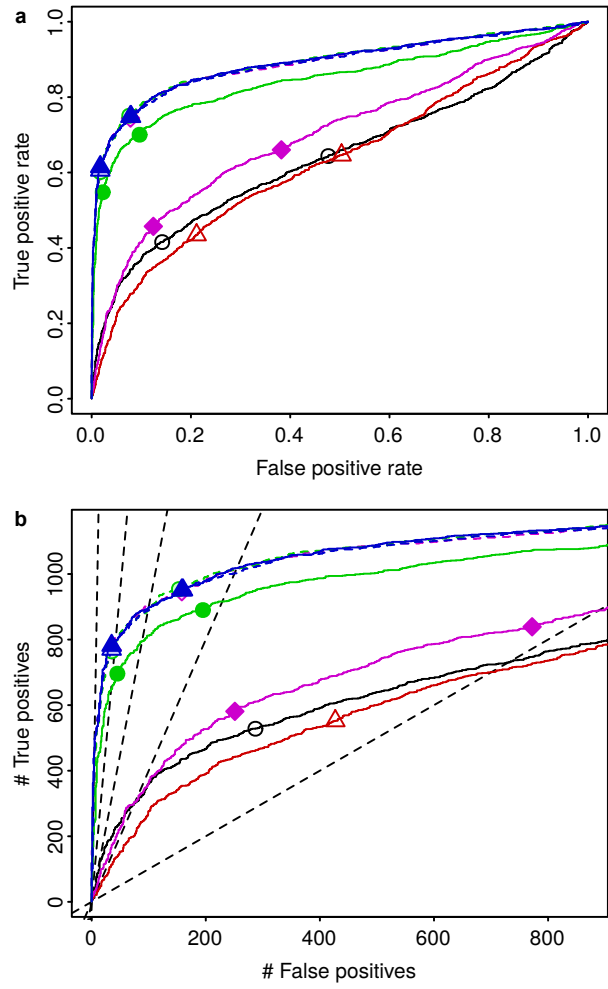 a
1.0
0.8
0.6
0.4
0.2
0.0
True positive rate
0.0 0.2 0.4 0.6 0.8 1.0
False positive rate
b
1000
800
600
400
200
0
# True positives
0 200 400 600 800
# False positives